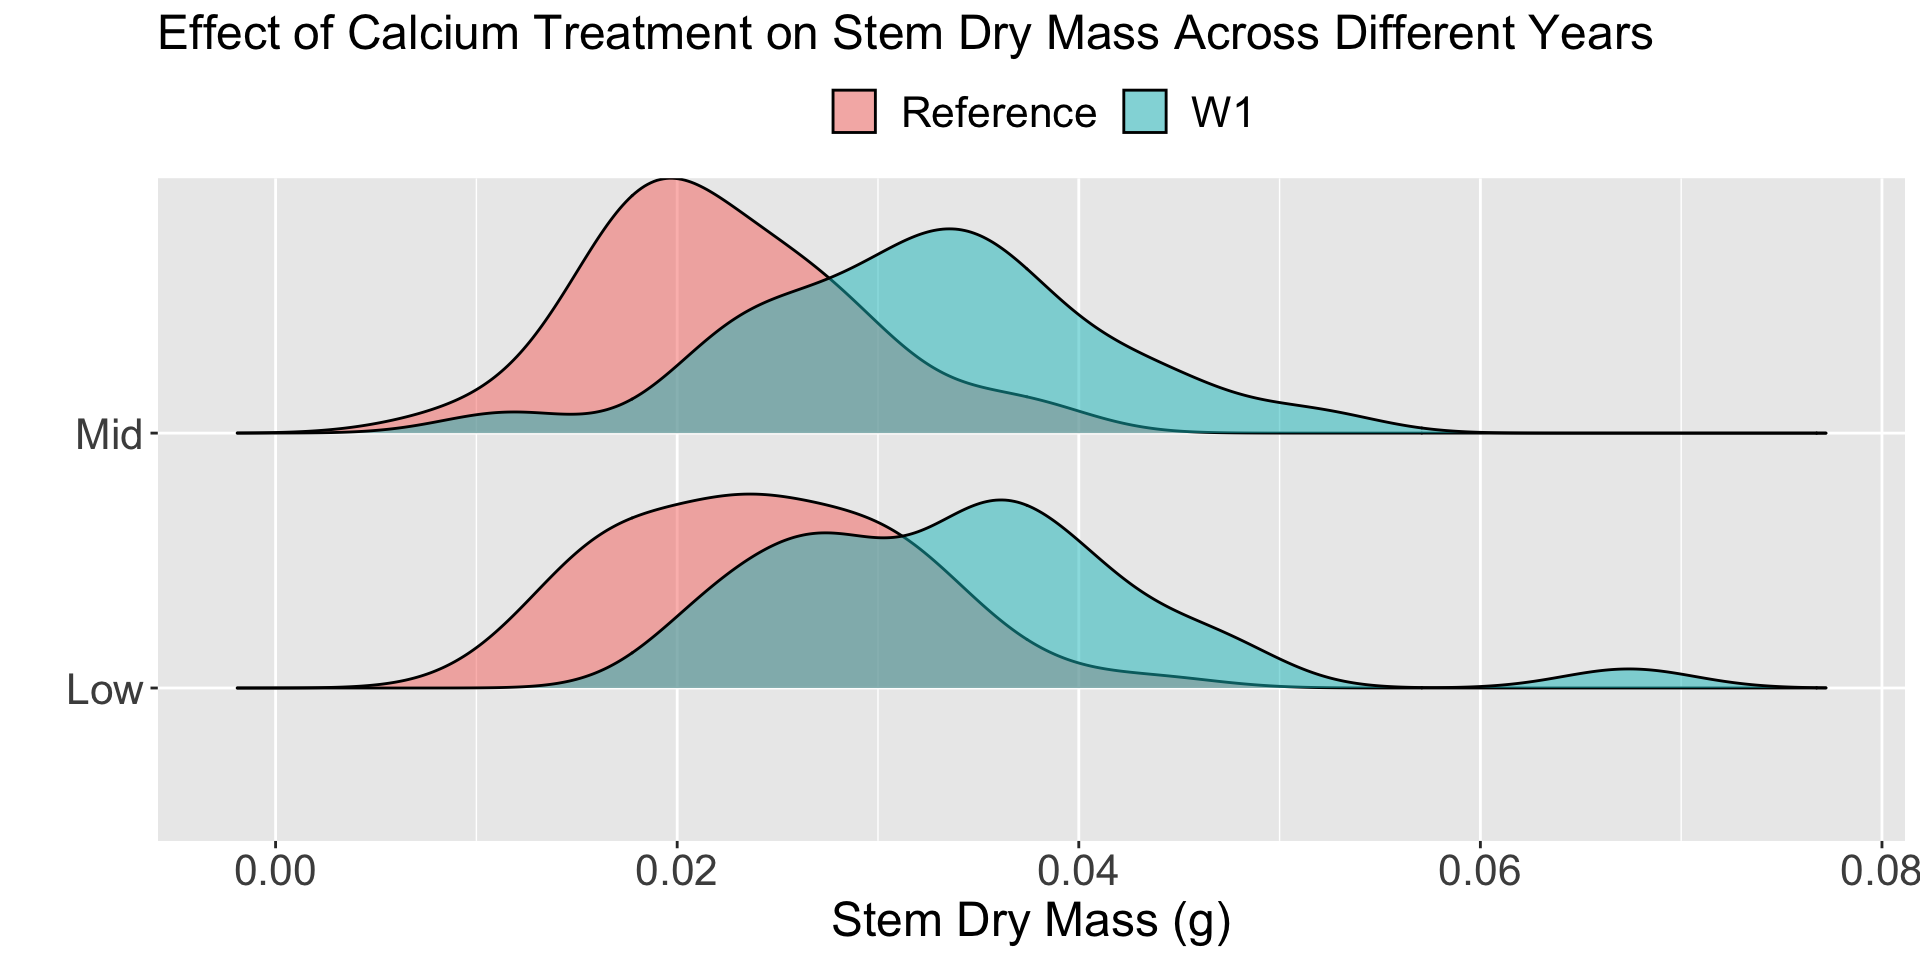 Effect of Calcium Treatment on Stem Dry Mass Across Different Years
Reference W1
Mid
Low
0.00 0.02 0.04 0.06 0.08
Stem Dry Mass (g)